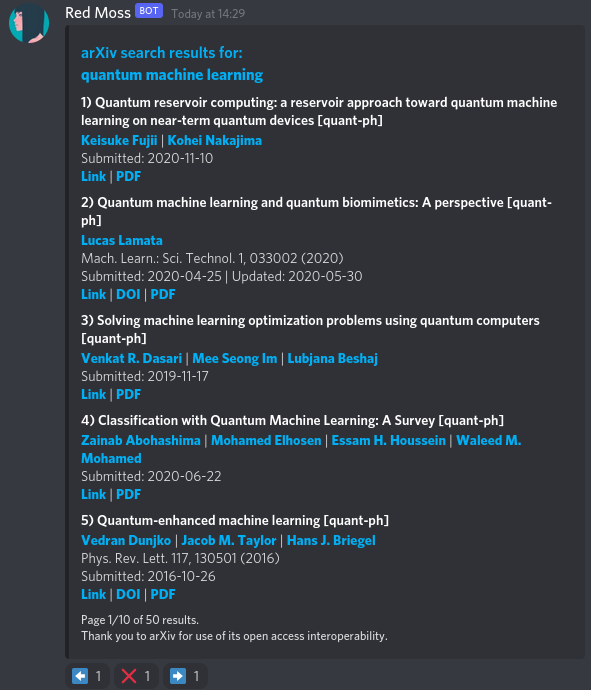 Red Moss BOT Today at 14:29
arXiv search results for:
quantum machine learning
1) Quantum reservoir computing: a reservoir approach toward quantum machine
learning on near-term quantum devices [quant-ph]
Keisuke Fujii | Kohei Nakajima
Submitted: 2020-11-10
Link | PDF
2) Quantum machine learning and quantum biomimetics: A perspective [quant-
ph]
Lucas Lamata
Mach. Learn.: Sci. Technol. 1, 033002 (2020)
Submitted: 2020-04-25 | Updated: 2020-05-30
Link | DOI | PDF
3) Solving machine learning optimization problems using quantum computers
[quant-ph]
Venkat R. Dasari | Mee Seong Im | Lubjana Beshaj
Submitted: 2019-11-17
Link | PDF
4) Classification with Quantum Machine Learning: A Survey [quant-ph]
Zainab Abohashima | Mohamed Elhosen | Essam H. Houssein | Waleed M.
Mohamed
Submitted: 2020-06-22
Link | PDF
5) Quantum-enhanced machine learning [quant-ph]
Vedran Dunjko | Jacob M. Taylor | Hans J. Briegel
Phys. Rev. Lett. 117, 130501 (2016)
Submitted: 2016-10-26
Link | DOI | PDF
Page 1/10 of 50 results.
Thank you to arXiv for use of its open access interoperability.
1 1 1